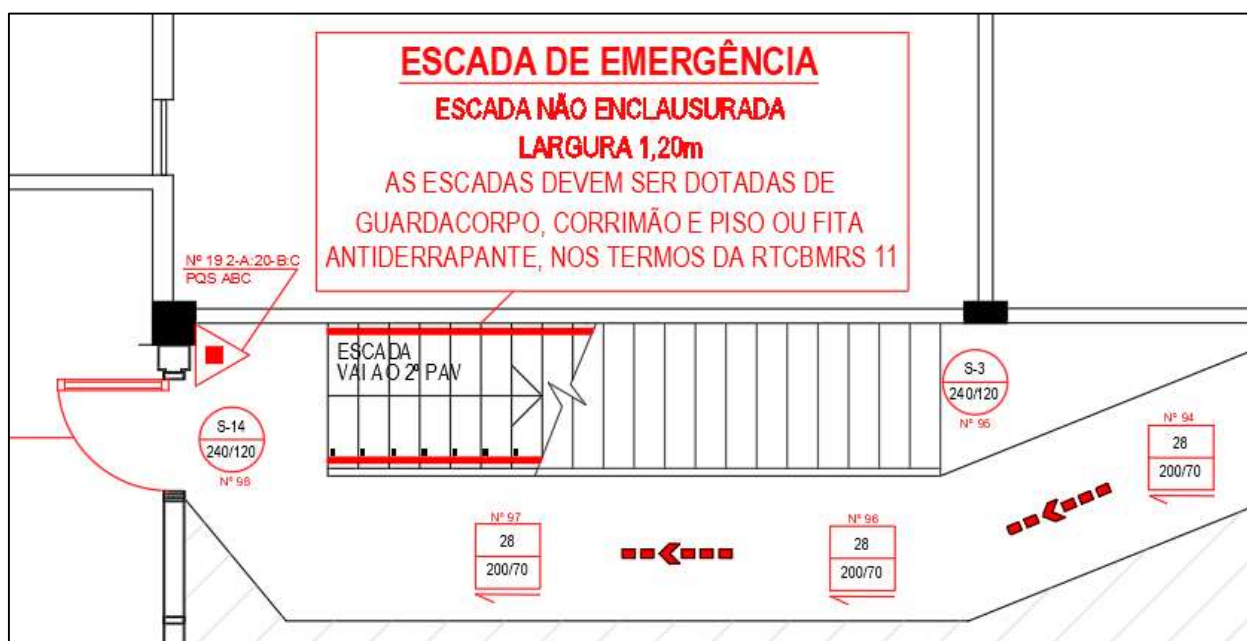 ESCADA DE EMERGÊNCIA
ESCADA NÃO ENCLAUSURADA
LARGURA 1,20m
AS ESCADAS DEVEM SER DOTADAS DE
GUARDACORPO, CORRIMÃO E PISO OU FITA
ANTIDERRAPANTE, NOS TERMOS DA RTCBMRS 11
Nº 19 2-A:20-B:C
PQS ABC
ESCADA
VAI AO 2º PAV
S-3
240/120
Nº 95
S-14
240/120
Nº 98
Nº 94
28
200/70
Nº 97
28
200/70
Nº 96
28
200/70